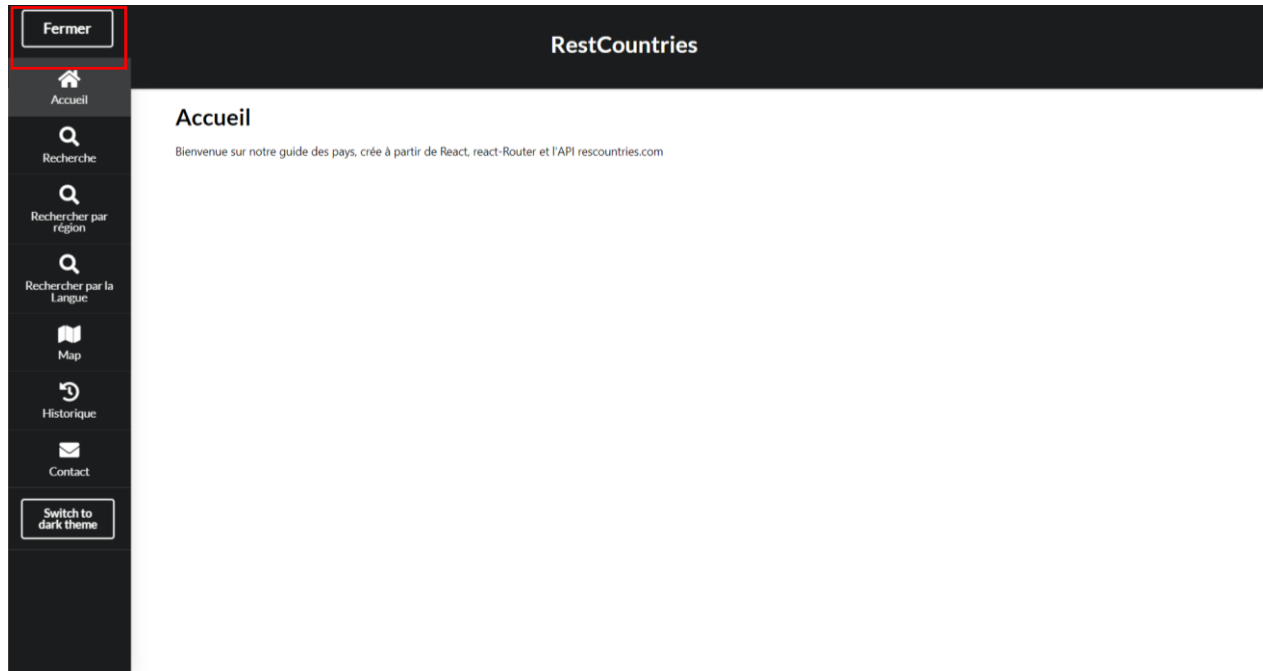 Fermer
RestCountries
Accueil
Recherche
Rechercher par
région
Rechercher par la
Langue
Map
Historique
Contact
Switch to
dark theme
Accueil
Bienvenue sur notre guide des pays, crée à partir de React, react-Router et l'API rescountries.com